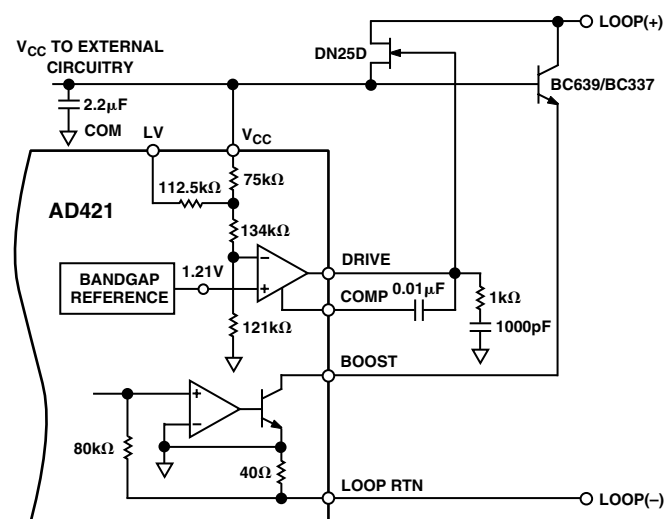 LOOP(+)
V_CC TO EXTERNAL
CIRCUITRY
DN25D
BC639/BC337
2.2μF
COM
LV
V_CC
112.5kΩ
75kΩ
AD421
134kΩ
DRIVE
BANDGAP
REFERENCE
1.21V
−
+
COMP
0.01μF
1kΩ
1000pF
121kΩ
BOOST
+
−
80kΩ
40Ω
LOOP RTN
LOOP(−)